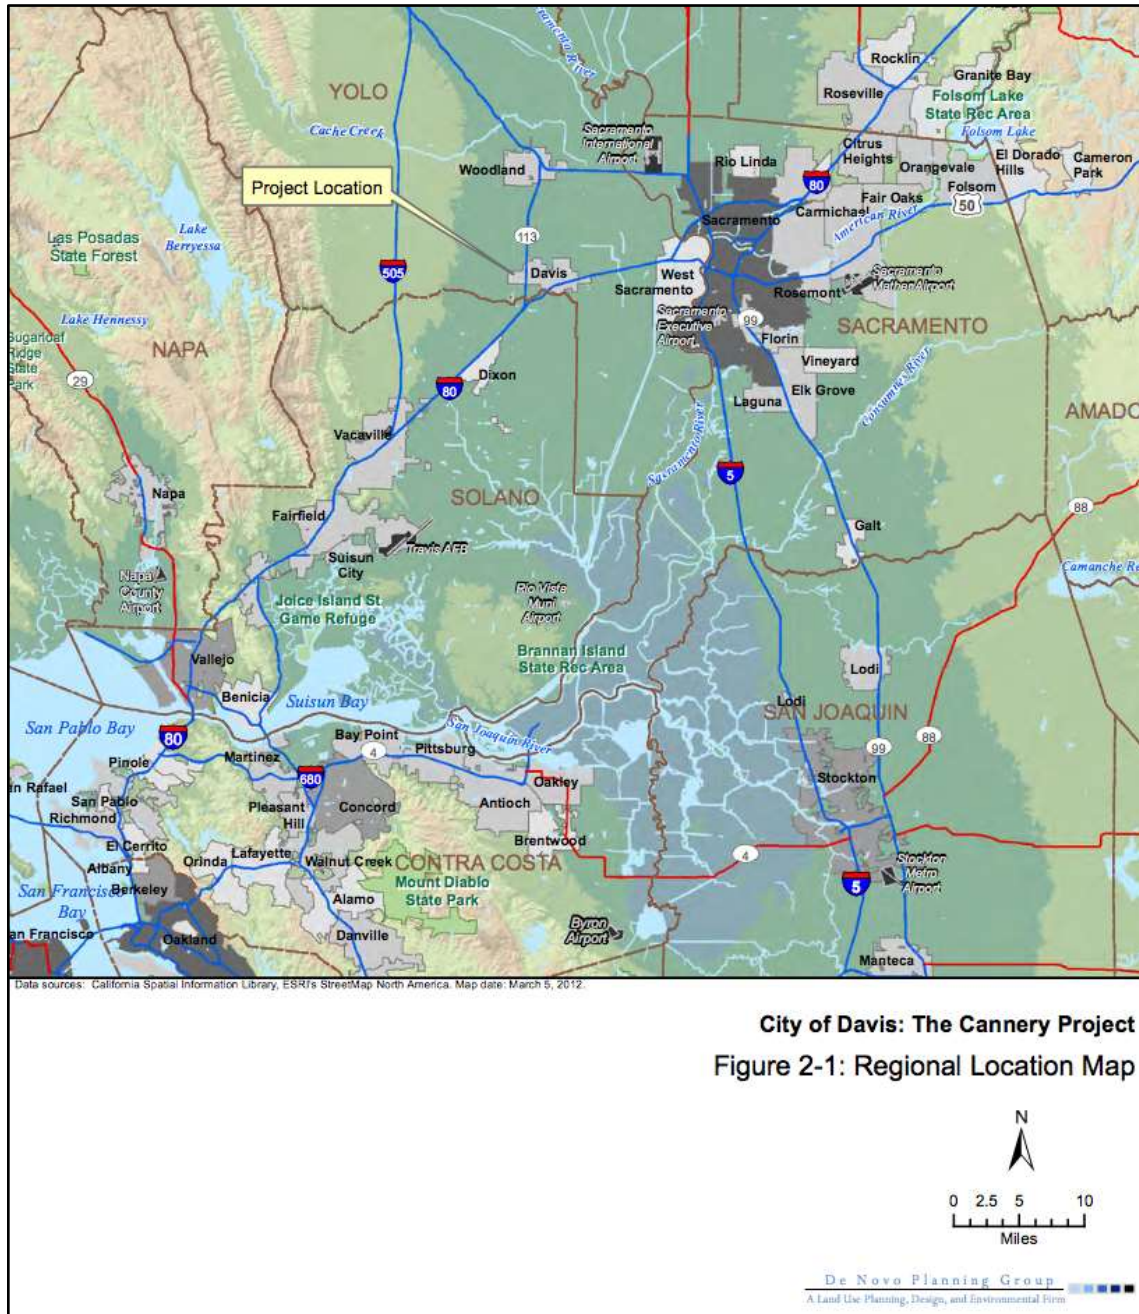 Sacramento River
Rocklin
Granite Bay
Roseville
Folsom Lake
State Rec Area
Folsom Lake
YOLO
Cache Creek
Sacramento
International
Airport
Woodland
Rio Linda
Citrus
Heights
Orangevale
El Dorado
Hills
Cameron
Park
Project Location
80
Fair Oaks
Folsom
50
Carmichael
American River
Sacramento
113
Lake
Berryessa
Las Posadas
State Forest
505
Davis
West
Sacramento
Rosemont
Sacramento
Mather Airport
Lake Hennessy
Sugarloaf
Ridge
State
Park
NAPA
Sacramento
Executive
Airport
99
Florin
SACRAMENTO
29
Dixon
80
Vineyard
Elk Grove
Laguna
Consumnes River
AMADO
Vacaville
Sacramento River
5
Napa
SOLANO
88
Fairfield
Galt
Suisun
City
Travis AFB
Napa
County
Airport
Joice Island St
Game Refuge
Rio Vista
Muni
Airport
Camanche Re
Brannan Island
State Rec Area
Vallejo
Lodi
Benicia
Suisun Bay
Lodi
SAN JOAQUIN
San Pablo Bay
80
Bay Point
San Joaquin River
4
Pittsburg
99
88
Martinez
Pinole
680
Oakley
Stockton
n Rafael
San Pablo
Richmond
Pleasant
Hill
Concord
Antioch
Brentwood
El Cerrito
Albany
Orinda
Lafayette
Walnut Creek
CONTRA COSTA
4
Mount Diablo
State Park
Stockton
Metro
Airport
5
San Francisco
Bay
Berkeley
Alamo
Danville
Byron
Airport
an Francisco
Oakland
Manteca
Data sources: California Spatial Information Library, ESRI's StreetMap North America. Map date: March 5, 2012.
City of Davis: The Cannery Project
Figure 2-1: Regional Location Map
N
0 2.5 5 10
Miles
De Novo Planning Group
A Land Use Planning, Design, and Environmental Firm